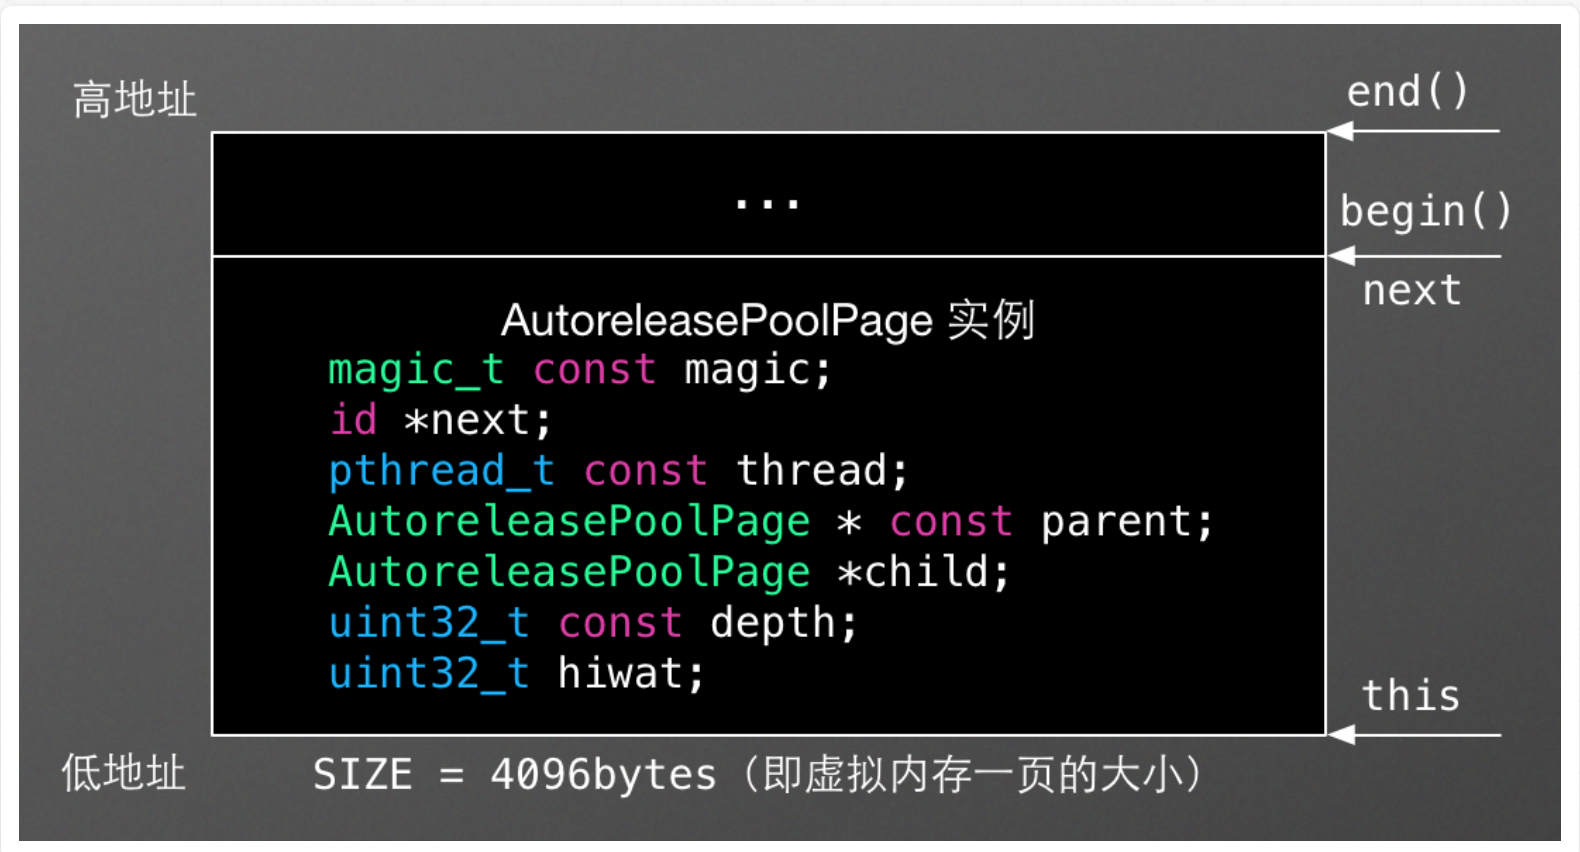 高地址
end()
...
begin()
next
AutoreleasePoolPage 实例
magic_t const magic;
id *next;
pthread_t const thread;
AutoreleasePoolPage * const parent;
AutoreleasePoolPage *child;
uint32_t const depth;
uint32_t hiwat;
this
低地址
SIZE = 4096bytes（即虚拟内存一页的大小）